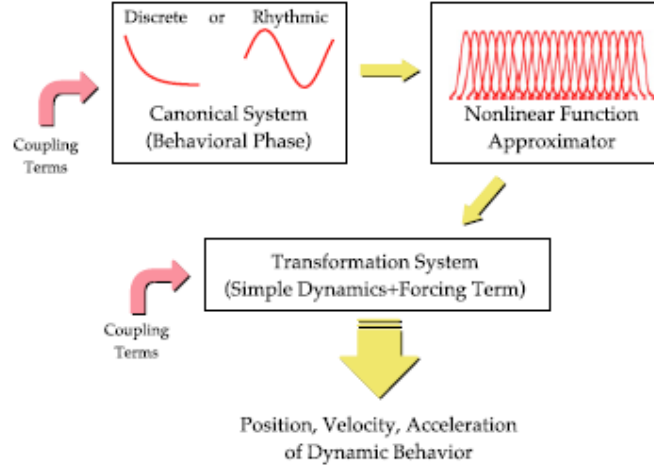 Discrete or Rhythmic
Canonical System
(Behavioral Phase)
Nonlinear Function
Approximator
Coupling
Terms
Transformation System
(Simple Dynamics+Forcing Term)
Coupling
Terms
Position, Velocity, Acceleration
of Dynamic Behavior